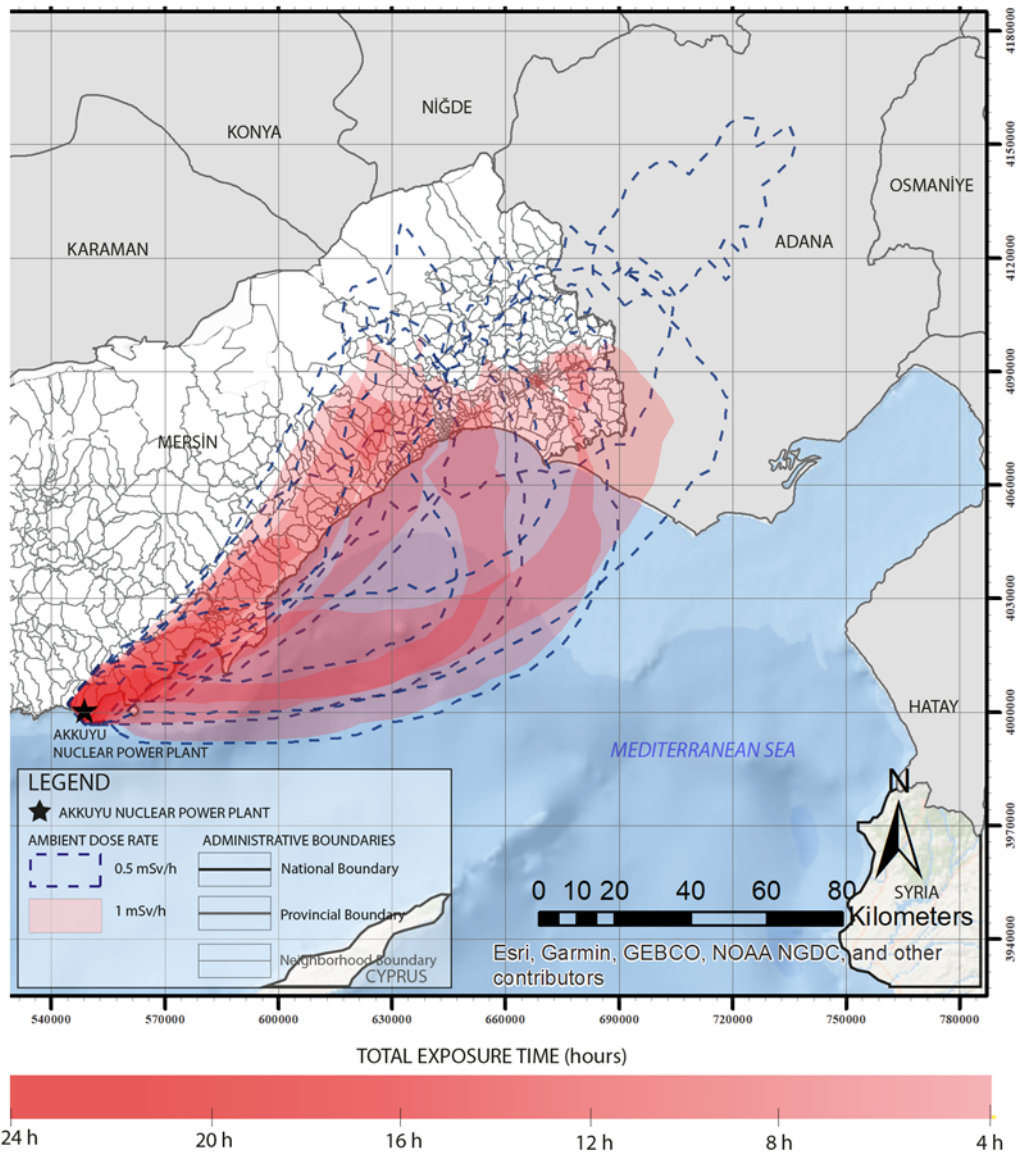 4180000
NİĞDE
KONYA
4150000
OSMANİYE
KARAMAN
ADANA
4120000
4090000
MERSİN
4060000
4030000
HATAY
4000000
AKKUYU
NUCLEAR POWER PLANT
MEDITERRANEAN SEA
LEGEND
AKKUYU NUCLEAR POWER PLANT
AMBIENT DOSE RATE
0.5 mSv/h
1 mSv/h
ADMINISTRATIVE BOUNDARIES
National Boundary
Provincial Boundary
Neighborhood Boundary
CYPRUS
N
3970000
0 10 20 40 60 80
Kilometers
SYRIA
3940000
Esri, Garmin, GEBCO, NOAA NGDC, and other
contributors
540000 570000 600000 630000 660000 690000 720000 750000 780000
TOTAL EXPOSURE TIME (hours)
24 h 20 h 16 h 12 h 8 h 4 h